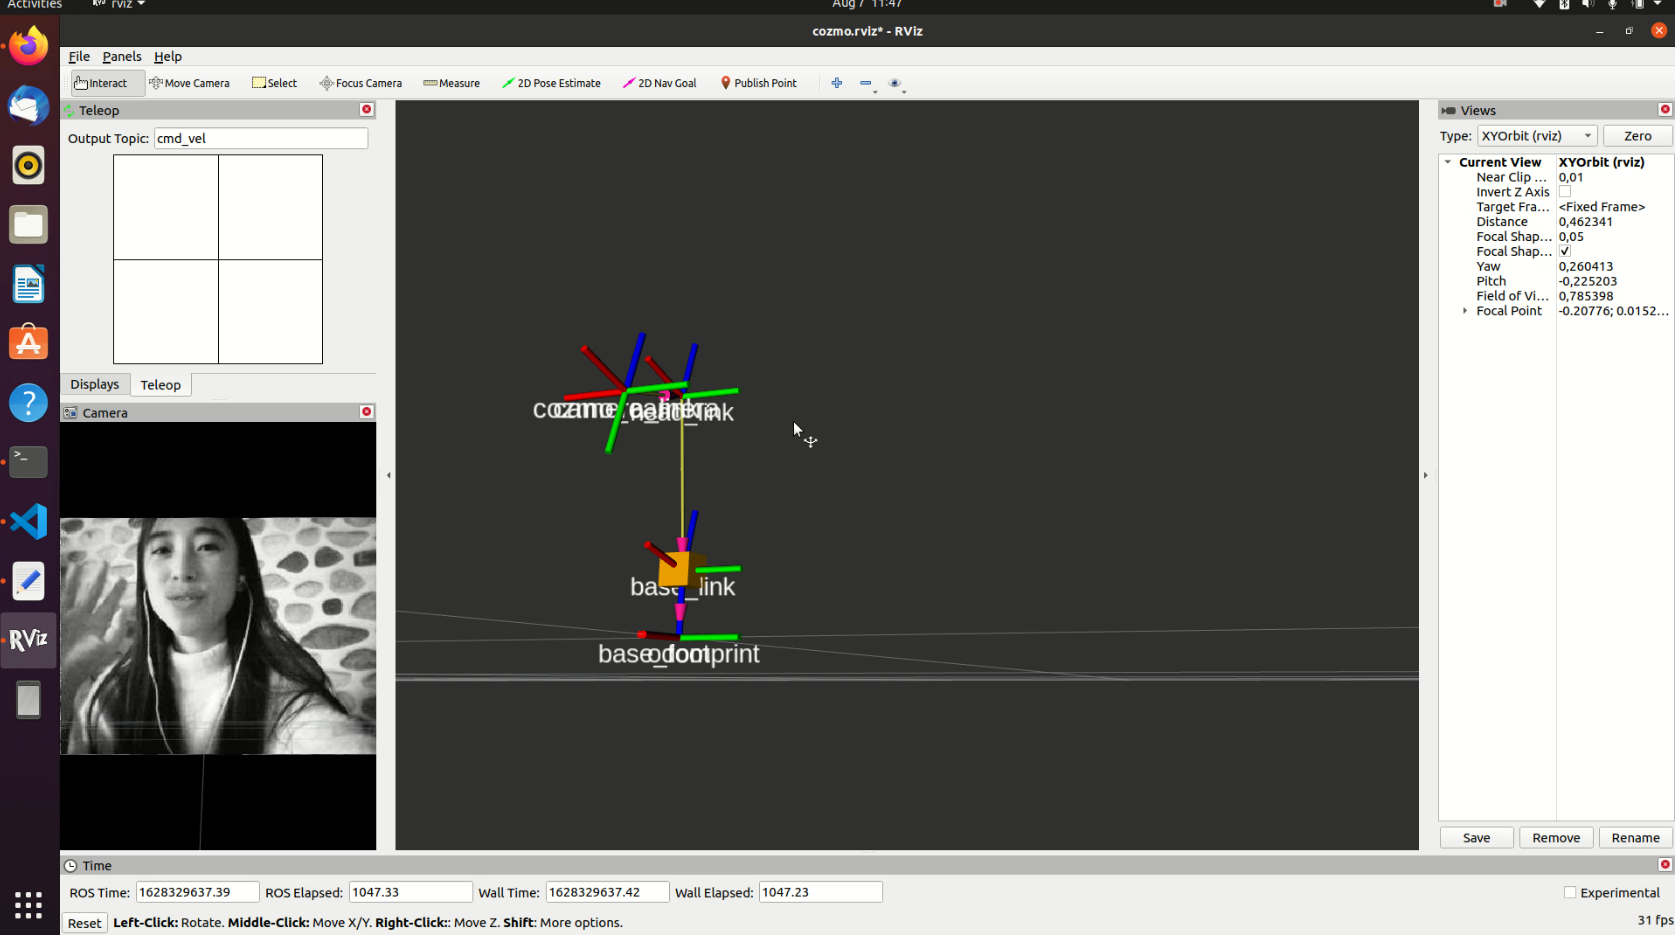 Activities
rviz
Aug 7 11:47
cozmo.rviz* - RViz
File Panels Help
Interact Move Camera Select Focus Camera Measure 2D Pose Estimate 2D Nav Goal Publish Point
Teleop
Output Topic: cmd_vel
Displays Teleop
Camera
head_link
base_link
base_footprint
odom
Views
Type: XYOrbit (rviz) Zero
Current View XYOrbit (rviz)
Near Clip ... 0,01
Invert Z Axis
Target Fra... <Fixed Frame>
Distance 0,462341
Focal Shap... 0,05
Focal Shap...
Yaw 0,260413
Pitch -0,225203
Field of Vi... 0,785398
Focal Point -0.20776; 0.0152...
Save Remove Rename
RViz
Time
ROS Time: 1628329637.39 ROS Elapsed: 1047.33 Wall Time: 1628329637.42 Wall Elapsed: 1047.23 Experimental
Reset Left-Click: Rotate. Middle-Click: Move X/Y. Right-Click:: Move Z. Shift: More options. 31 fps